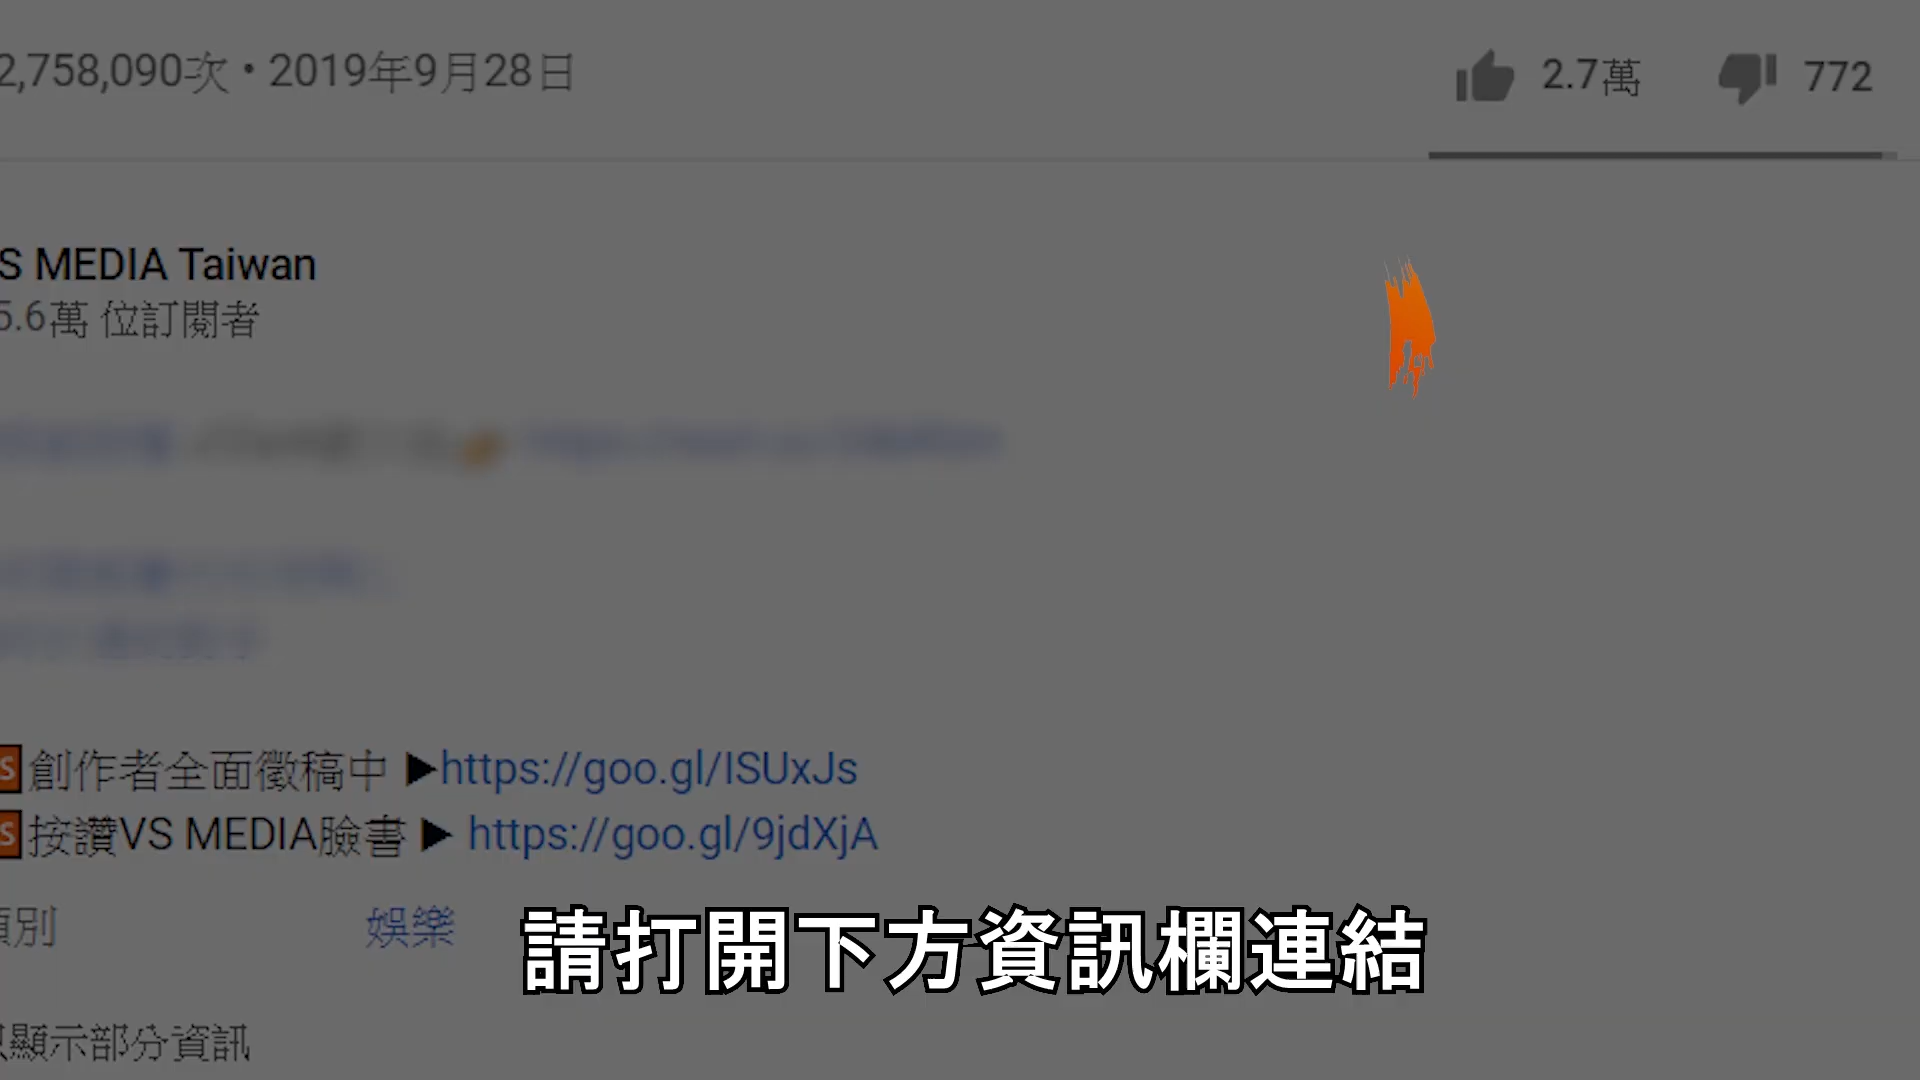 2,758,090次 • 2019年9月28日
2.7萬 772
S MEDIA Taiwan
5.6萬 位訂閱者
S創作者全面徵稿中 ▶https://goo.gl/ISUxJs
S按讚VS MEDIA臉書 ▶ https://goo.gl/9jdXjA
類別 娛樂
請打開下方資訊欄連結
只顯示部分資訊